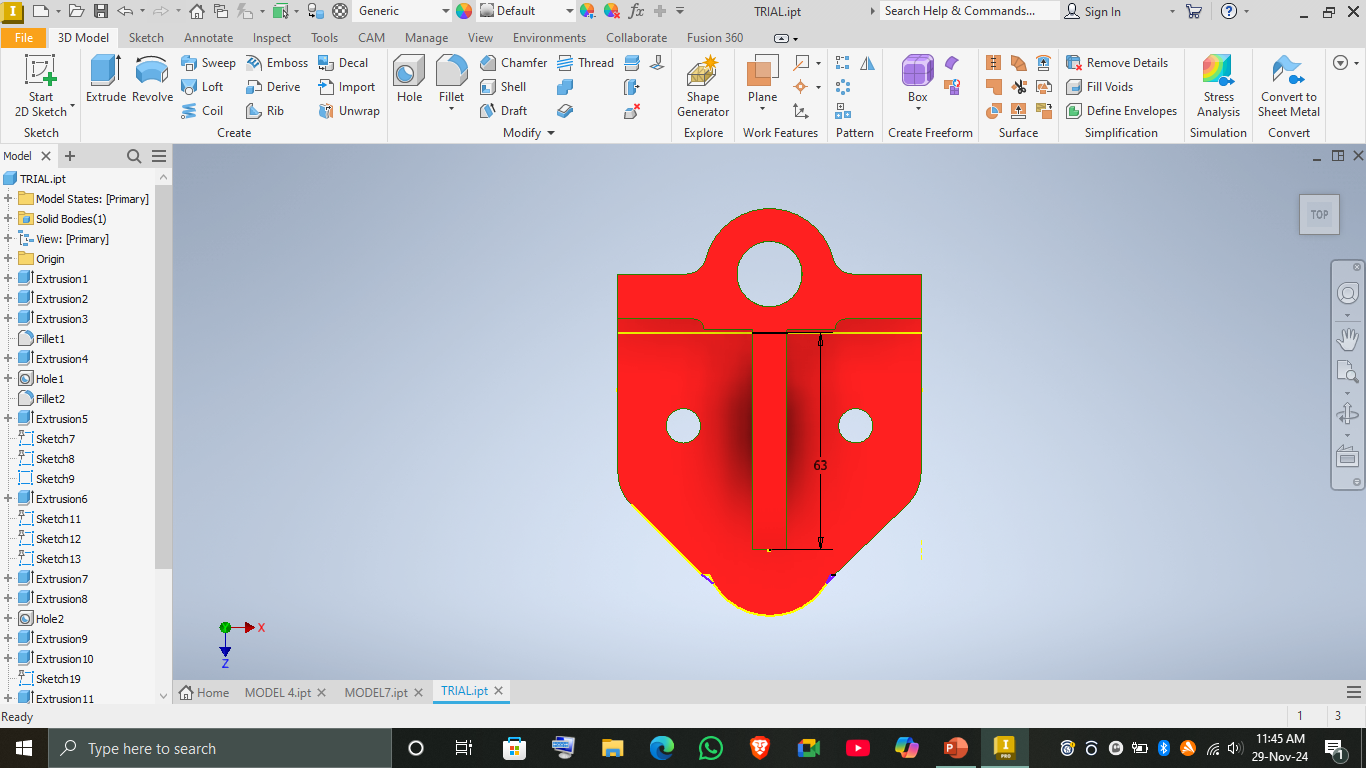 I PRO Generic Default fx TRIAL.ipt Search Help & Commands... Sign In
File 3D Model Sketch Annotate Inspect Tools CAM Manage View Environments Collaborate Fusion 360
Start 2D Sketch Extrude Revolve Sweep Emboss Decal Hole Fillet Chamfer Thread Shape Generator Plane Box Remove Details Stress Analysis Convert to Sheet Metal
Loft Derive Import Shell Fill Voids
Coil Rib Unwrap Draft Define Envelopes
Sketch Create Modify Explore Work Features Pattern Create Freeform Surface Simplification Simulation Convert
Model
TRIAL.ipt
Model States: [Primary]
Solid Bodies(1)
View: [Primary]
Origin
Extrusion1
Extrusion2
Extrusion3
Fillet1
Extrusion4
Hole1
Fillet2
Extrusion5
Sketch7
Sketch8
Sketch9
Extrusion6
Sketch11
Sketch12
Sketch13
Extrusion7
Extrusion8
Hole2
Extrusion9
Extrusion10
Sketch19
Extrusion11
TOP
63
X
Z
Home MODEL 4.ipt MODEL7.ipt TRIAL.ipt
Ready 1 3
Type here to search
11:45 AM
29-Nov-24
1